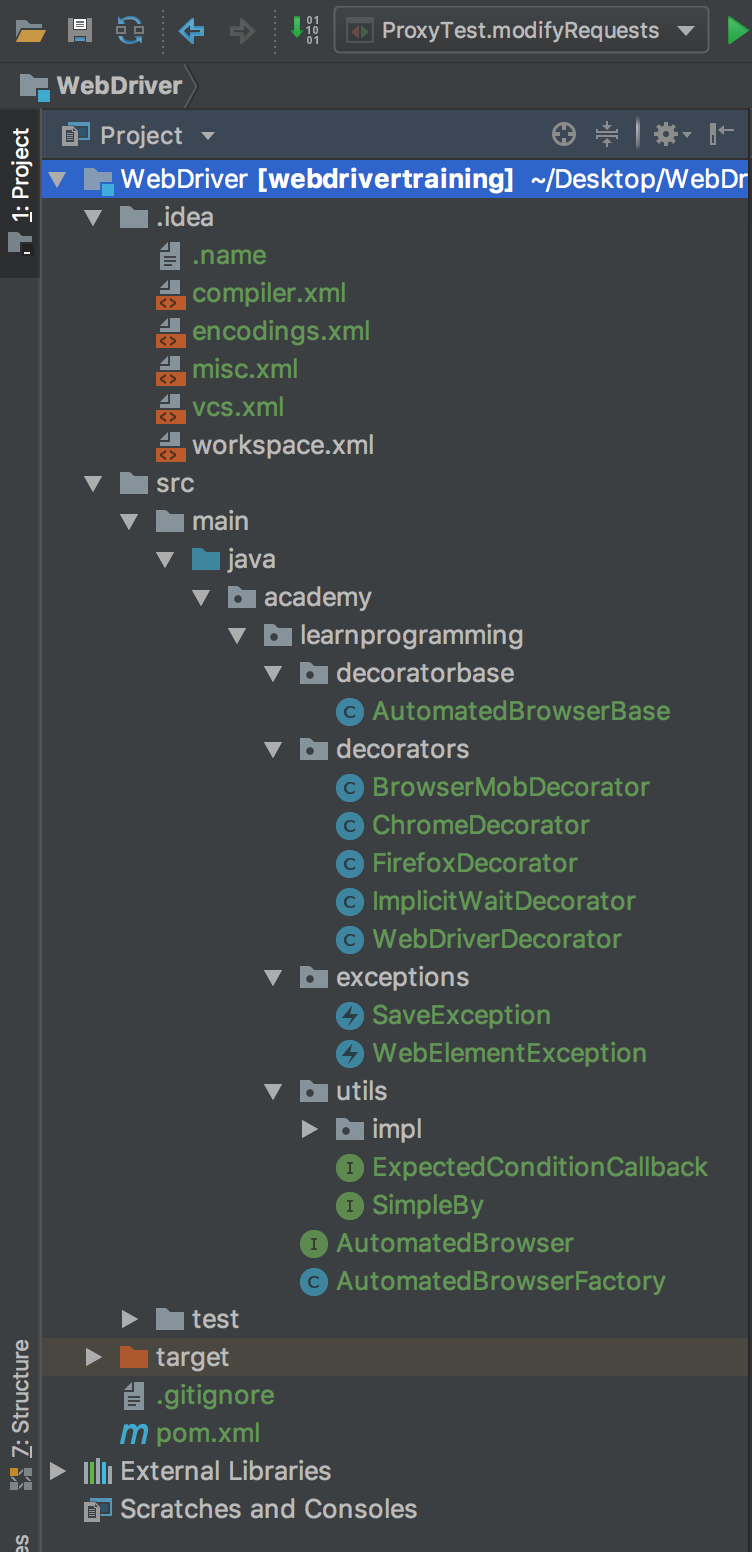 01
10
01
ProxyTest.modifyRequests
WebDriver
Project
1: Project
WebDriver [webdrivertraining] ~/Desktop/WebDr
.idea
.name
compiler.xml
encodings.xml
misc.xml
vcs.xml
workspace.xml
src
main
java
academy
learnprogramming
decoratorbase
C AutomatedBrowserBase
decorators
C BrowserMobDecorator
C ChromeDecorator
C FirefoxDecorator
C ImplicitWaitDecorator
C WebDriverDecorator
exceptions
SaveException
WebElementException
utils
impl
I ExpectedConditionCallback
I SimpleBy
I AutomatedBrowser
C AutomatedBrowserFactory
test
target
.gitignore
m pom.xml
7: Structure
External Libraries
Scratches and Consoles
es